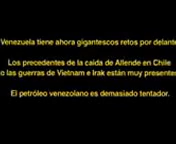 Venezuela tiene ahora gigantescos retos por delante
Los precedentes de la caída de Allende en Chile
o las guerras de Vietnam e Irak están muy presentes
El petróleo venezolano es demasiado tentador.